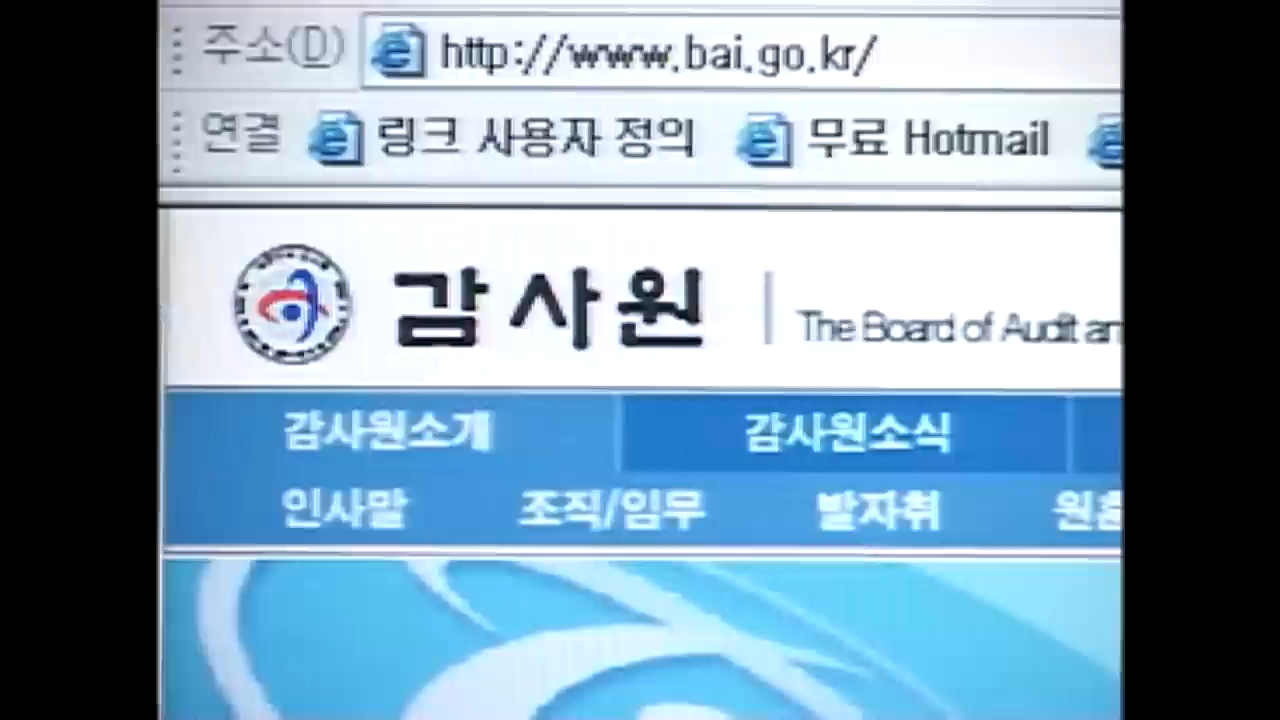 주소(D) http://www.bai.go.kr/
연결 링크 사용자 정의 무료 Hotmail
감사원 The Board of Audit an
감사원소개 감사원소식
인사말 조직/임무 발자취